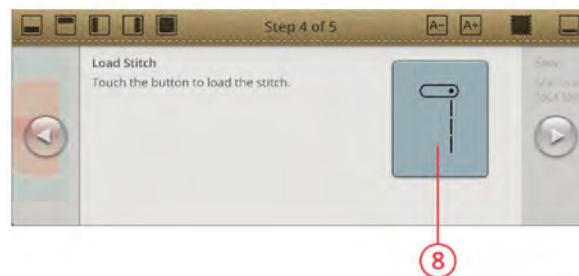 Step 4 of 5
A-
A+
Load Stitch
Touch the button to load the stitch.
8